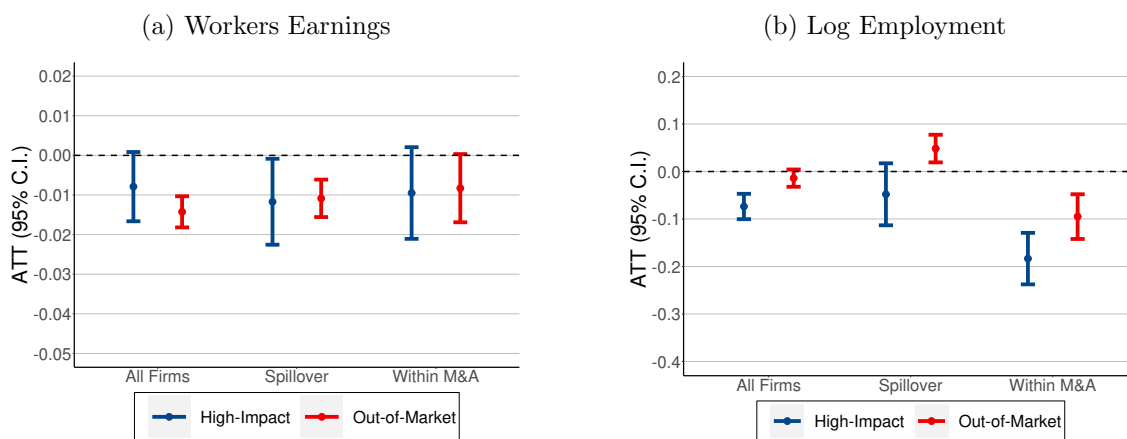 (a) Workers Earnings
ATT (95% C.I.)
0.02
0.01
0.00
-0.01
-0.02
-0.03
-0.04
-0.05
All Firms Spillover Within M&A
High-Impact Out-of-Market
(b) Log Employment
ATT (95% C.I.)
0.2
0.1
0.0
-0.1
-0.2
-0.3
-0.4
All Firms Spillover Within M&A
High-Impact Out-of-Market